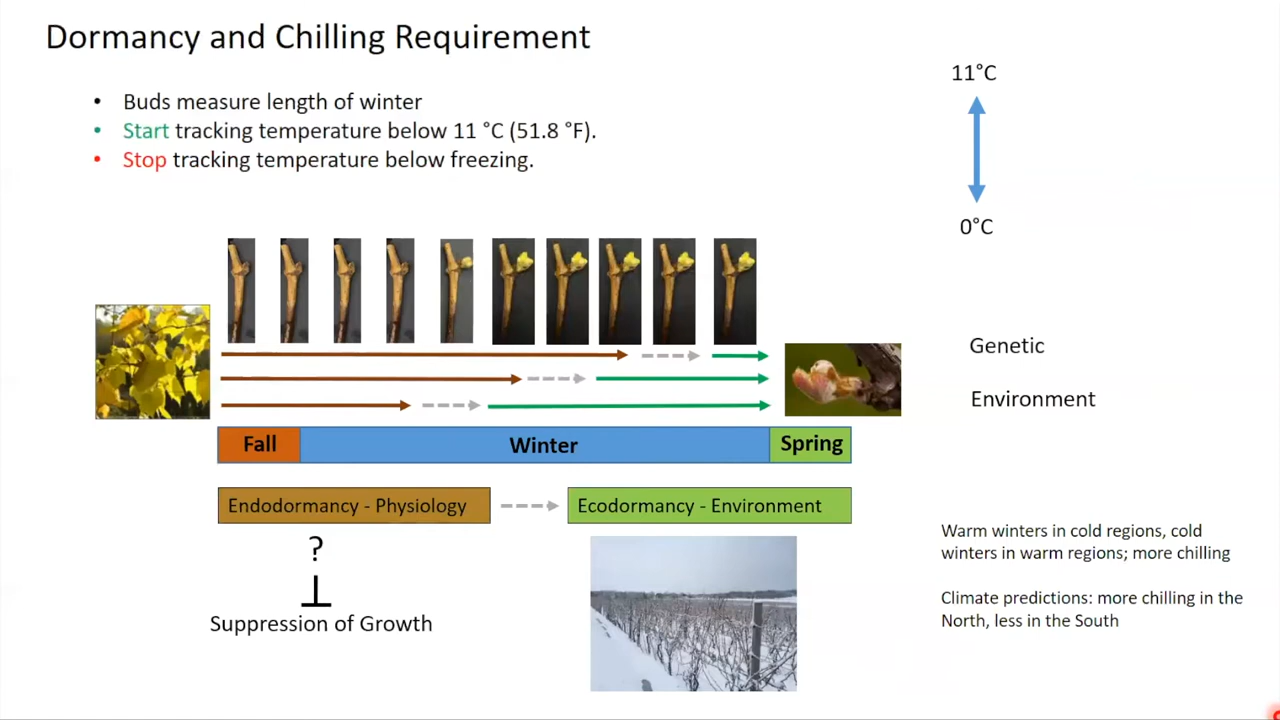 Dormancy and Chilling Requirement
• Buds measure length of winter
• Start tracking temperature below 11 °C (51.8 °F).
• Stop tracking temperature below freezing.
11°C
0°C
Genetic
Environment
Fall
Winter
Spring
Endodormancy - Physiology
Ecodormancy - Environment
?
Suppression of Growth
Warm winters in cold regions, cold
winters in warm regions; more chilling
Climate predictions: more chilling in the
North, less in the South